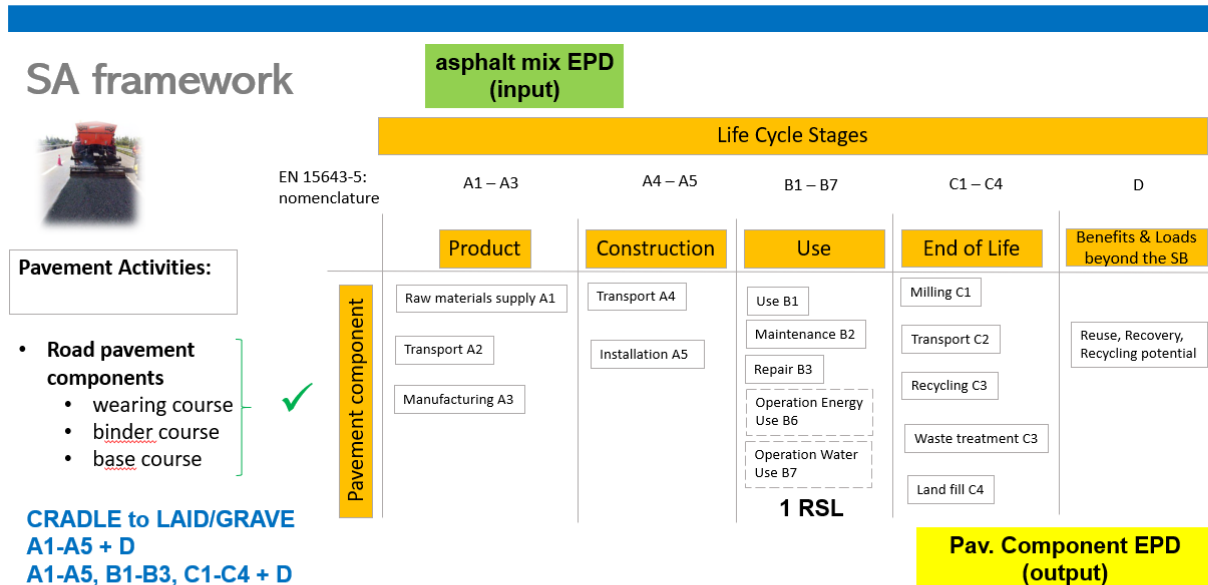 SA framework
asphalt mix EPD
(input)
Life Cycle Stages
EN 15643-5:
nomenclature
A1 – A3
A4 – A5
B1 – B7
C1 – C4
D
Product
Construction
Use
End of Life
Benefits & Loads
beyond the SB
Pavement Activities:
• Road pavement
components
• wearing course
• binder course
• base course
✓
CRADLE to LAID/GRAVE
A1-A5 + D
A1-A5, B1-B3, C1-C4 + D
Pavement component
Raw materials supply A1
Transport A2
Manufacturing A3
Transport A4
Installation A5
Use B1
Maintenance B2
Repair B3
Operation Energy
Use B6
Operation Water
Use B7
1 RSL
Milling C1
Transport C2
Recycling C3
Waste treatment C3
Land fill C4
Reuse, Recovery,
Recycling potential
Pav. Component EPD
(output)